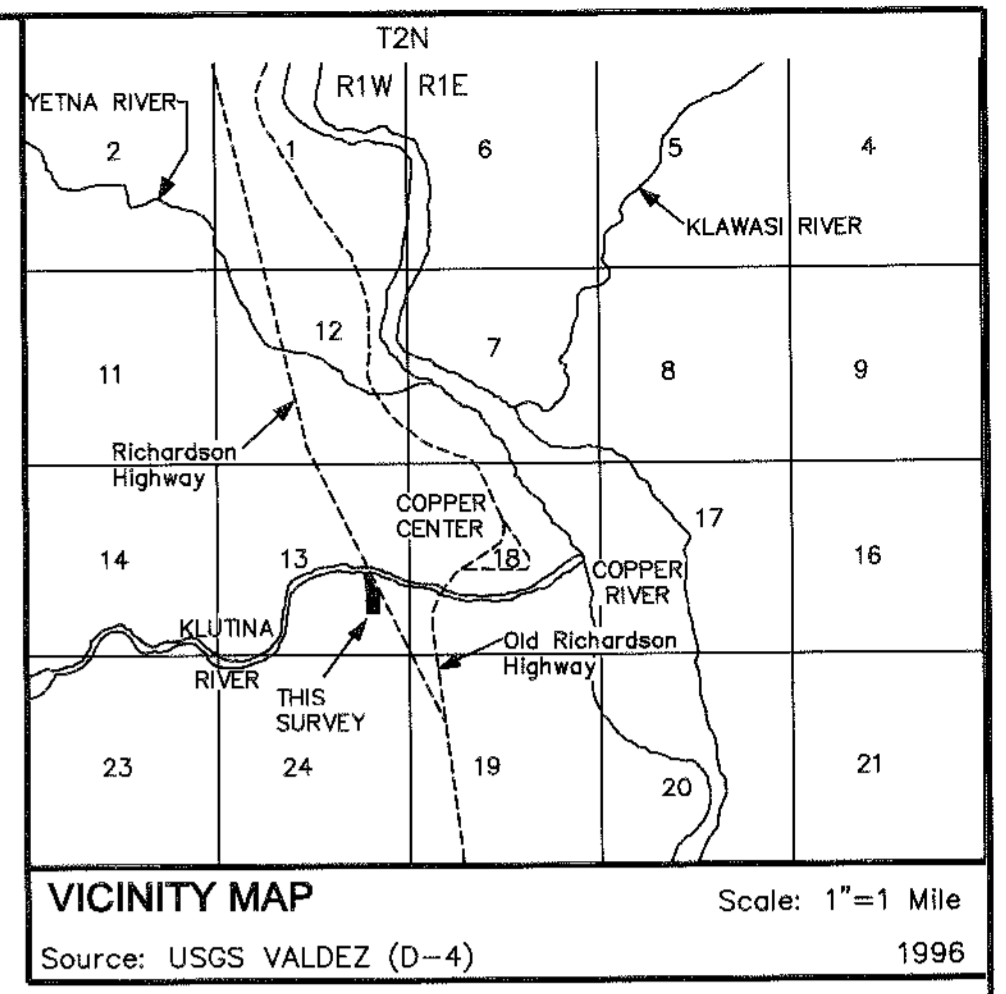 T2N
R1W R1E
YETNA RIVER
2
1
6
5
4
KLAWASI RIVER
12
7
11
8
9
Richardson
Highway
COPPER
CENTER
17
14
13
18
16
COPPER
RIVER
KLUTINA
RIVER
Old Richardson
Highway
THIS
SURVEY
23
24
19
20
21
VICINITY MAP
Scale: 1"=1 Mile
Source: USGS VALDEZ (D-4)
1996